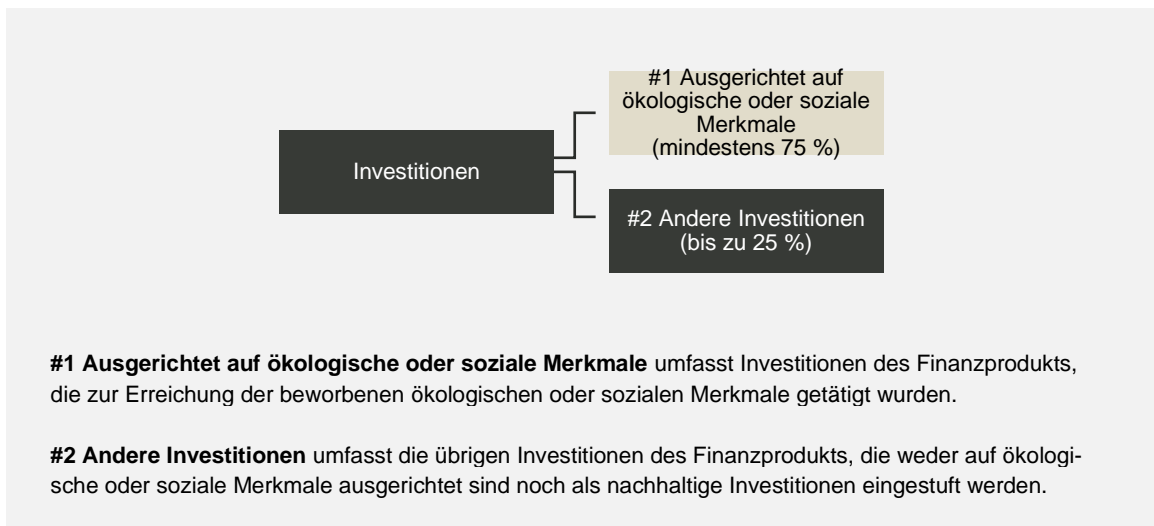 #1 Ausgerichtet auf
ökologische oder soziale
Merkmale
(mindestens 75 %)
Investitionen
#2 Andere Investitionen
(bis zu 25 %)
#1 Ausgerichtet auf ökologische oder soziale Merkmale umfasst Investitionen des Finanzprodukts,
die zur Erreichung der beworbenen ökologischen oder sozialen Merkmale getätigt wurden.
#2 Andere Investitionen umfasst die übrigen Investitionen des Finanzprodukts, die weder auf ökologi-
sche oder soziale Merkmale ausgerichtet sind noch als nachhaltige Investitionen eingestuft werden.